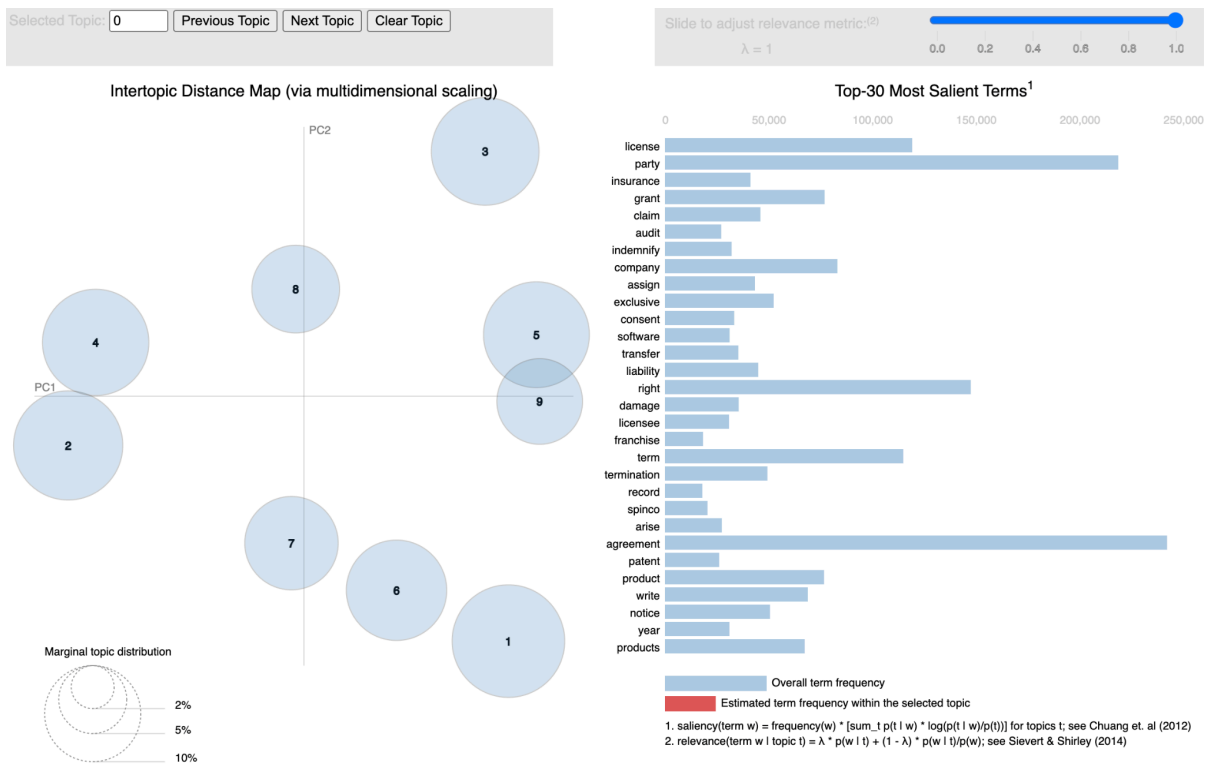 Selected Topic: 0 Previous Topic Next Topic Clear Topic
Slide to adjust relevance metric:(2)
λ = 1
0.0 0.2 0.4 0.6 0.8 1.0
Intertopic Distance Map (via multidimensional scaling)
PC2
PC1
3
8
5
4
9
2
7
6
1
Marginal topic distribution
2%
5%
10%
Top-30 Most Salient Terms1
0 50,000 100,000 150,000 200,000 250,000
license
party
insurance
grant
claim
audit
indemnify
company
assign
exclusive
consent
software
transfer
liability
right
damage
licensee
franchise
term
termination
record
spinco
arise
agreement
patent
product
write
notice
year
products
Overall term frequency
Estimated term frequency within the selected topic
1. saliency(term w) = frequency(w) * [sum_t p(t | w) * log(p(t | w)/p(t))] for topics t; see Chuang et. al (2012)
2. relevance(term w | topic t) = λ * p(w | t) + (1 - λ) * p(w | t)/p(w); see Sievert & Shirley (2014)